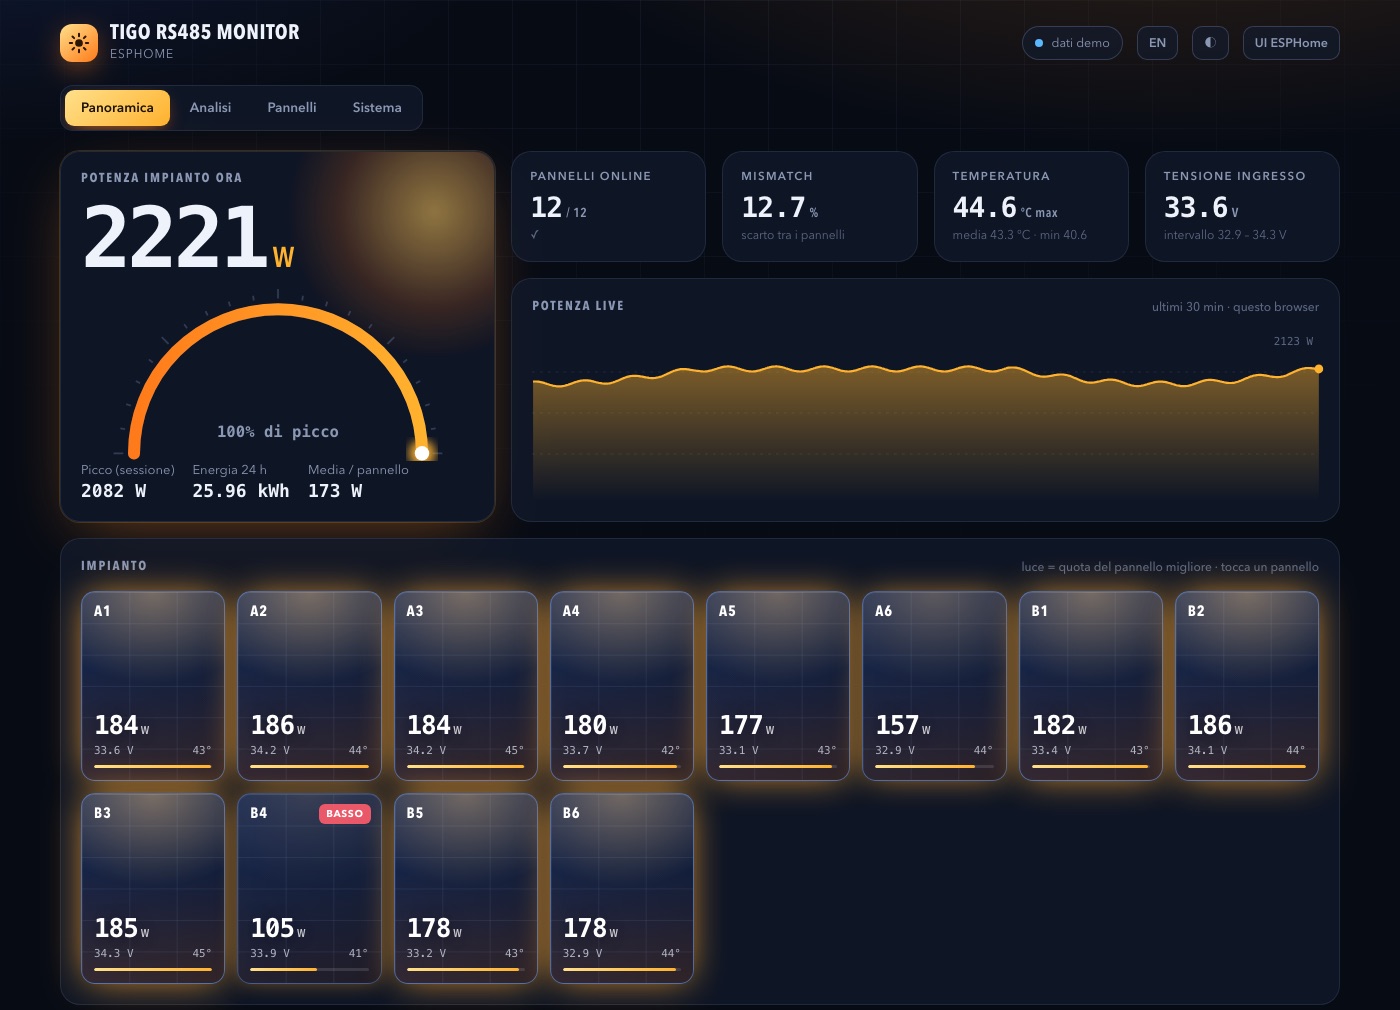 TIGO RS485 MONITOR
ESPHOME
dati demo
EN
UI ESPHome
Panoramica
Analisi
Pannelli
Sistema
POTENZA IMPIANTO ORA
2221 W
100% di picco
Picco (sessione)
2082 W
Energia 24 h
25.96 kWh
Media / pannello
173 W
PANNELLI ONLINE
12 / 12
✓
MISMATCH
12.7 %
scarto tra i pannelli
TEMPERATURA
44.6 °C max
media 43.3 °C · min 40.6
TENSIONE INGRESSO
33.6 V
intervallo 32.9 – 34.3 V
POTENZA LIVE
ultimi 30 min · questo browser
2123 W
IMPIANTO
luce = quota del pannello migliore · tocca un pannello
A1
184 W
33.6 V 43°
A2
186 W
34.2 V 44°
A3
184 W
34.2 V 45°
A4
180 W
33.7 V 42°
A5
177 W
33.1 V 43°
A6
157 W
32.9 V 44°
B1
182 W
33.4 V 43°
B2
186 W
34.1 V 44°
B3
185 W
34.3 V 45°
B4
BASSO
105 W
33.9 V 41°
B5
178 W
33.2 V 43°
B6
178 W
32.9 V 44°